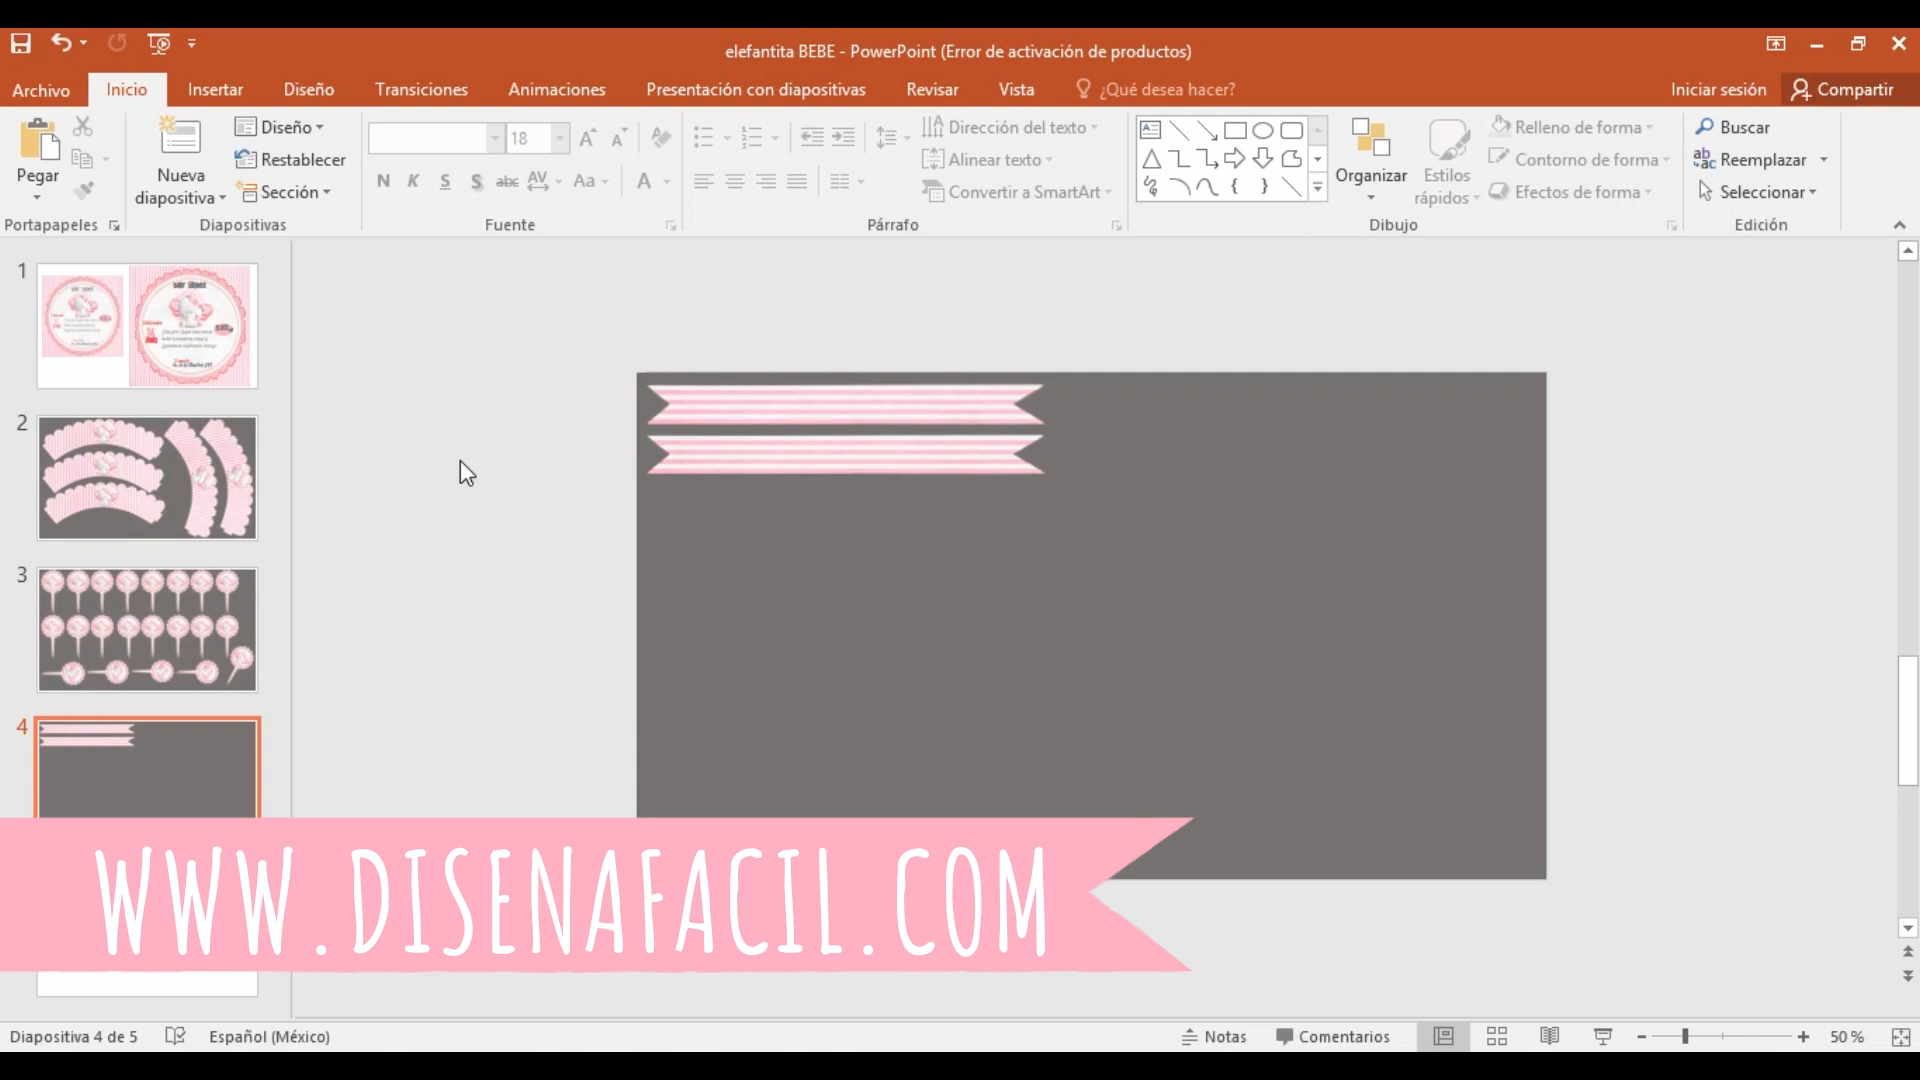 elefantita BEBE - PowerPoint (Error de activación de productos)
Archivo Inicio Insertar Diseño Transiciones Animaciones Presentación con diapositivas Revisar Vista ¿Qué desea hacer? Iniciar sesión Compartir
Pegar
Portapapeles
Nueva diapositiva
Diseño
Restablecer
Sección
Diapositivas
18
N K S S abc AV Aa A
Fuente
Dirección del texto
Alinear texto
Convertir a SmartArt
Párrafo
Organizar
Estilos rápidos
Relleno de forma
Contorno de forma
Efectos de forma
Dibujo
Buscar
Reemplazar
Seleccionar
Edición
1
2
3
4
WWW.DISENAFACIL.COM
Diapositiva 4 de 5 Español (México) Notas Comentarios 50 %